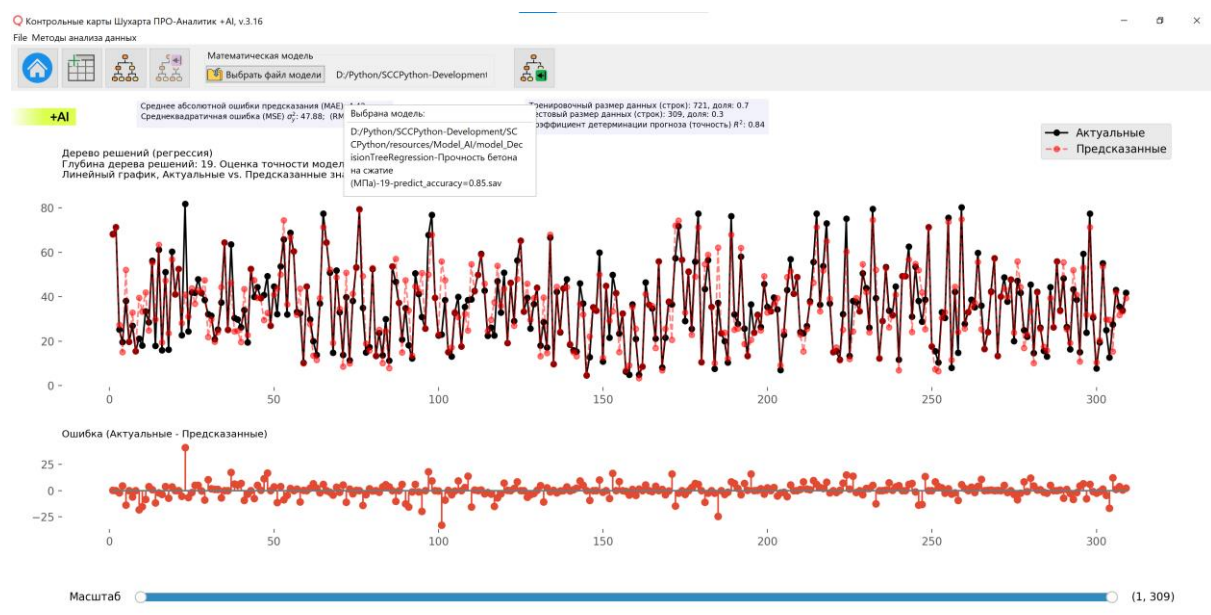 Контрольные карты Шухарта ПРО-Аналитик +AI, v.3.16
File Методы анализа данных
Математическая модель
Выбрать файл модели D:/Python/SCCPython-Development
+AI
Среднее абсолютной ошибки предсказания (MAE)
Среднеквадратичная ошибка (MSE) σ²: 47.88; (RM
Тренировочный размер данных (строк): 721, доля: 0.7
естовый размер данных (строк): 309, доля: 0.3
оэффициент детерминации прогноза (точность) R²: 0.84
Выбрана модель:
D:/Python/SCCPython-Development/SC
CPython/resources/Model_AI/model_Dec
isionTreeRegression-Прочность бетона
на сжатие
(МПа)-19-predict_accuracy=0.85.sav
Дерево решений (регрессия)
Глубина дерева решений: 19. Оценка точности модел
Линейный график, Актуальные vs. Предсказанные зна
Актуальные
Предсказанные
80
60
40
20
0
0 50 100 150 200 250 300
Ошибка (Актуальные - Предсказанные)
25
0
−25
0 50 100 150 200 250 300
Масштаб (1, 309)